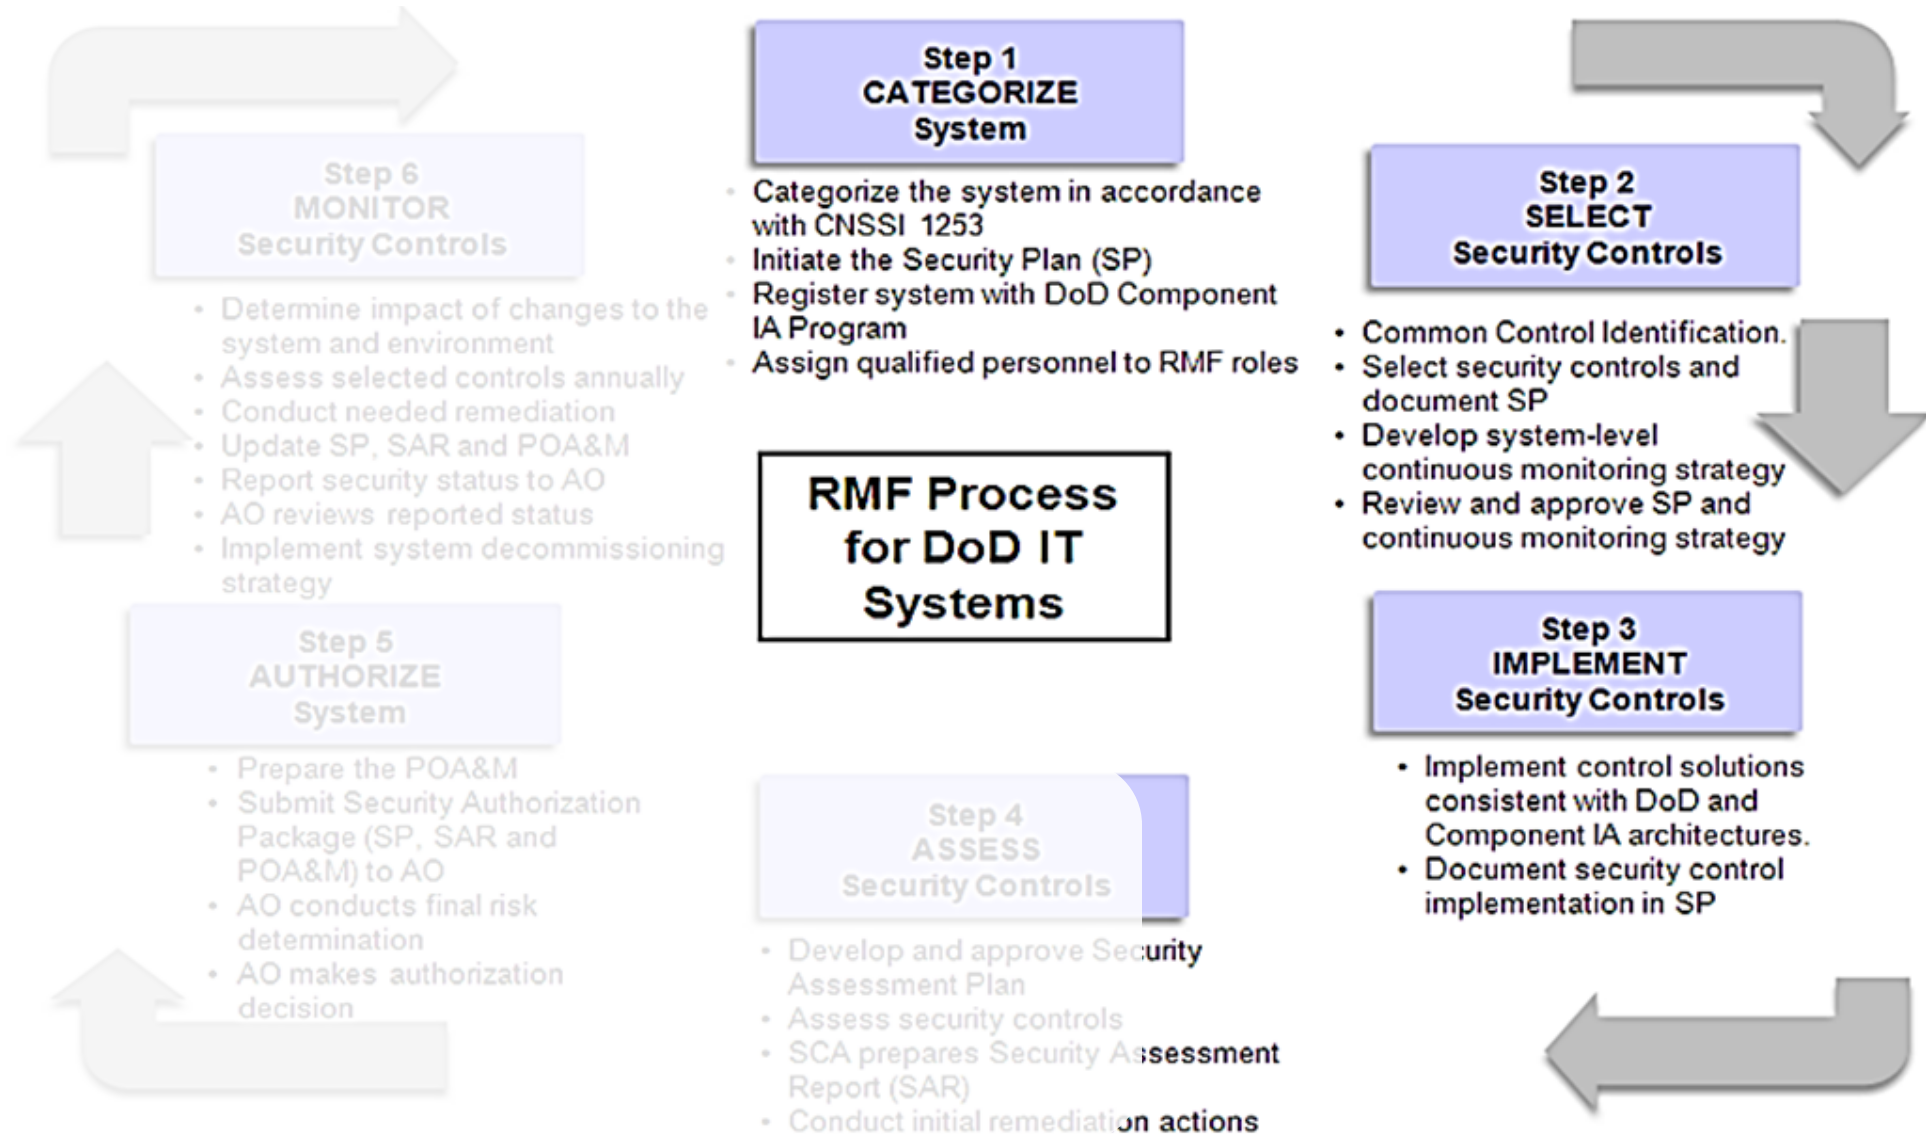 Step 1
CATEGORIZE
System
• Categorize the system in accordance
with CNSSI 1253
• Initiate the Security Plan (SP)
• Register system with DoD Component
IA Program
• Assign qualified personnel to RMF roles
Step 2
SELECT
Security Controls
• Common Control Identification.
• Select security controls and
document SP
• Develop system-level
continuous monitoring strategy
• Review and approve SP and
continuous monitoring strategy
RMF Process
for DoD IT
Systems
Step 3
IMPLEMENT
Security Controls
• Implement control solutions
consistent with DoD and
Component IA architectures.
• Document security control
implementation in SP
Step 4
ASSESS
Security Controls
• Develop and approve Security
Assessment Plan
• Assess security controls
• SCA prepares Security Assessment
Report (SAR)
• Conduct initial remediation actions
Step 5
AUTHORIZE
System
• Prepare the POA&M
• Submit Security Authorization
Package (SP, SAR and
POA&M) to AO
• AO conducts final risk
determination
• AO makes authorization
decision
Step 6
MONITOR
Security Controls
• Determine impact of changes to the
system and environment
• Assess selected controls annually
• Conduct needed remediation
• Update SP, SAR and POA&M
• Report security status to AO
• AO reviews reported status
• Implement system decommissioning
strategy